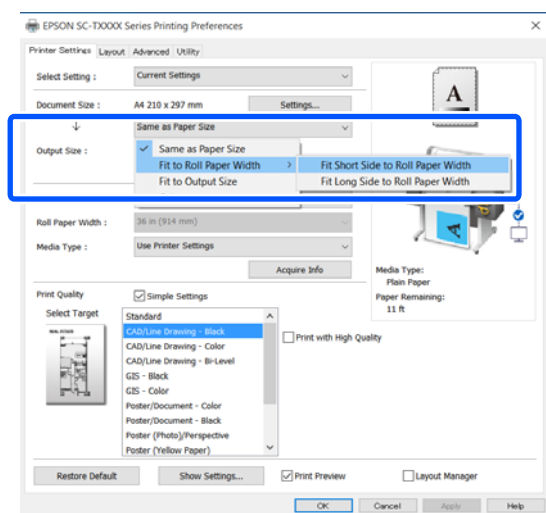 EPSON SC-TXXXX Series Printing Preferences
Printer Settings Layout Advanced Utility
Select Setting : Current Settings
Document Size : A4 210 x 297 mm Settings...
Same as Paper Size
Output Size :
Same as Paper Size
Fit to Roll Paper Width
Fit to Output Size
Fit Short Side to Roll Paper Width
Fit Long Side to Roll Paper Width
A
Roll Paper Width : 36 in (914 mm)
Media Type : Use Printer Settings
Acquire Info
Media Type:
Plain Paper
Paper Remaining:
11 ft
Print Quality Simple Settings
Select Target
Standard
CAD/Line Drawing - Black
CAD/Line Drawing - Color
CAD/Line Drawing - Bi-Level
GIS - Black
GIS - Color
Poster/Document - Color
Poster/Document - Black
Poster (Photo)/Perspective
Poster (Yellow Paper)
Print with High Quality
Restore Default Show Settings... Print Preview Layout Manager
OK Cancel Apply Help